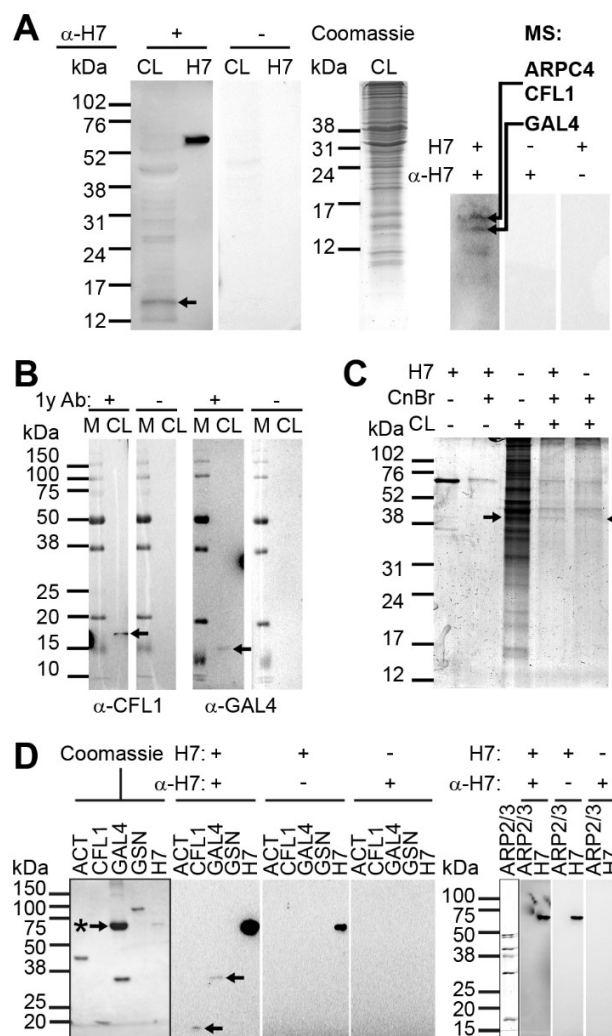 A
α-H7 + - Coomassie MS:
kDa CL H7 CL H7 kDa CL ARPC4
CFL1
GAL4
102
76
52
38
31
24
17
12
38
31
24
17
12
H7 + - +
α-H7 + + -
B
1y Ab: + - + -
kDa M CL M CL M CL M CL
150
100
75
50
38
25
20
15
10
α-CFL1 α-GAL4
C
H7 + + - + -
CnBr - + - + +
kDa CL - - + + +
102
76
52
38
31
24
17
12
D
Coomassie H7: + + -
α-H7: + - +
kDa ACT CFL1 GAL4 GSN H7 ACT CFL1 GAL4 GSN H7 ACT CFL1 GAL4 GSN H7 ACT CFL1 GAL4 GSN H7
150
100
75
50
38
20
*
H7: + + -
α-H7: + - +
kDa ARP2/3 ARP2/3 H7 ARP2/3 H7 ARP2/3 H7
100
75
50
38
25
20
15